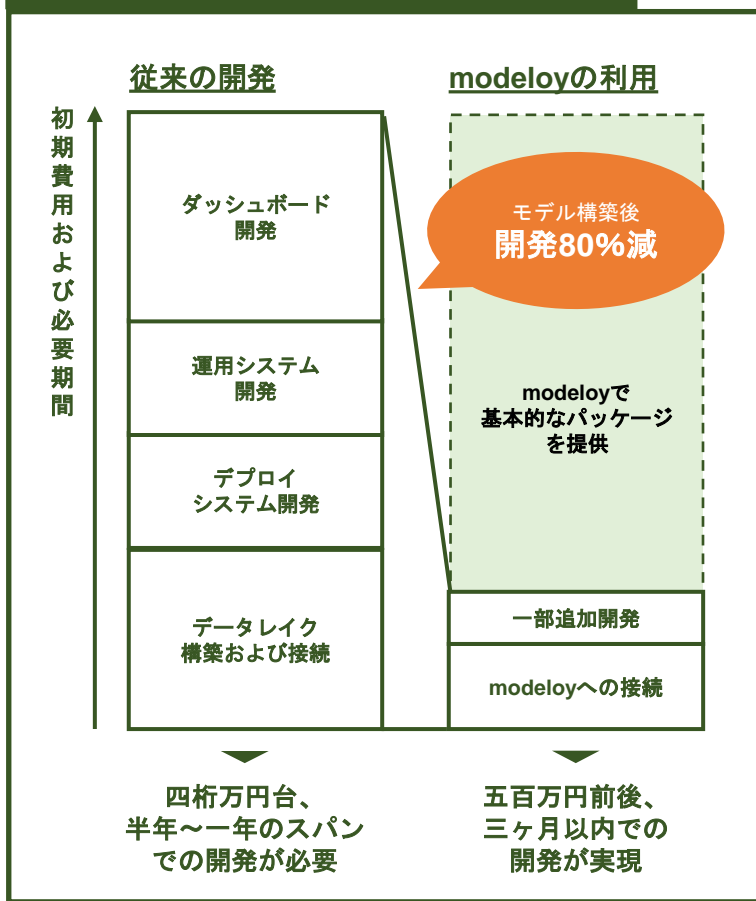 従来の開発
modeloyの利用
初期費用および必要期間
ダッシュボード
開発
運用システム
開発
デプロイ
システム開発
データレイク
構築および接続
モデル構築後
開発80%減
modeloyで
基本的なパッケージ
を提供
一部追加開発
modeloyへの接続
四桁万円台、
半年〜一年のスパン
での開発が必要
五百万円前後、
三ヶ月以内での
開発が実現